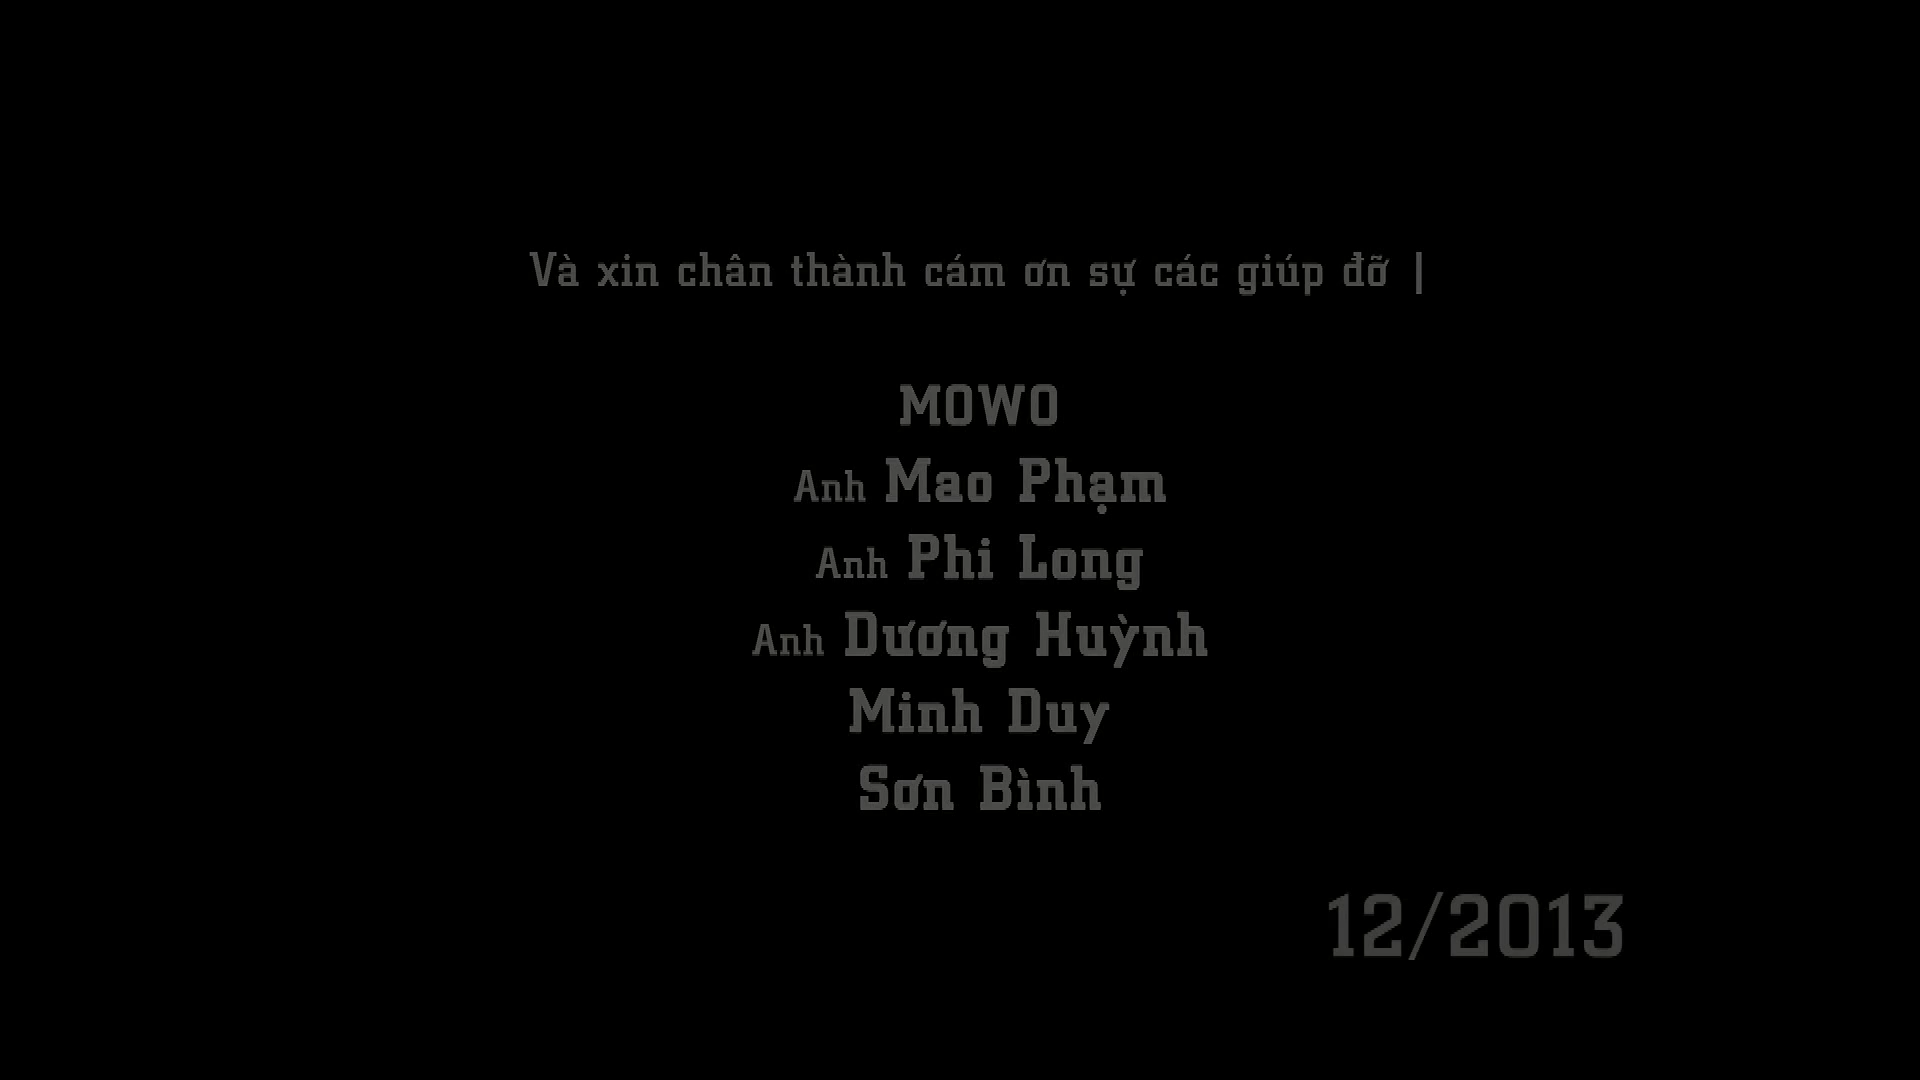 Và xin chân thành cám ơn sự các giúp đỡ |
MOWO
Anh Mao Phạm
Anh Phi Long
Anh Dương Huỳnh
Minh Duy
Sơn Bình
12/2013